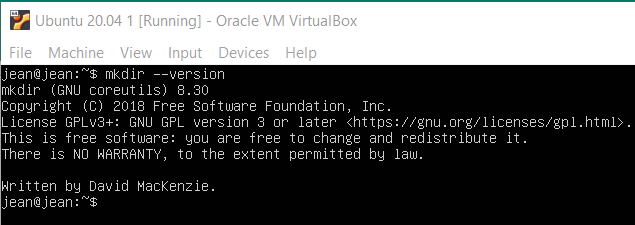 Ubuntu 20.04 1 [Running] - Oracle VM VirtualBox
File Machine View Input Devices Help
jean@jean:~$ mkdir --version
mkdir (GNU coreutils) 8.30
Copyright (C) 2018 Free Software Foundation, Inc.
License GPLv3+: GNU GPL version 3 or later <https://gnu.org/licenses/gpl.html>.
This is free software: you are free to change and redistribute it.
There is NO WARRANTY, to the extent permitted by law.
Written by David MacKenzie.
jean@jean:~$